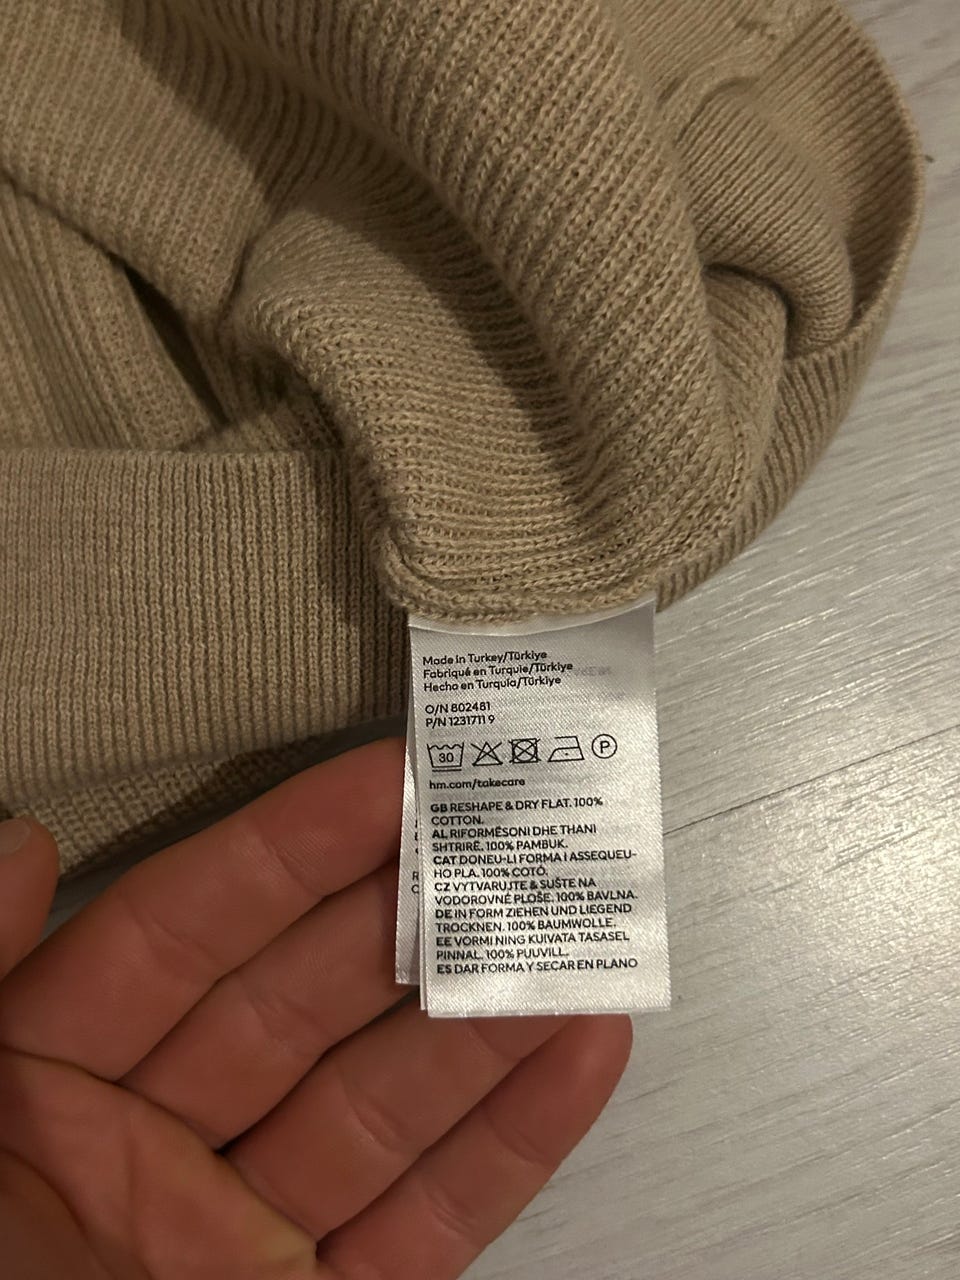 Made in Turkey/Türkiye
Fabriqué en Turquie/Türkiye
Hecho en Turquía/Türkiye
O/N 802481
P/N 1231711 9
30
P
hm.com/takecare
GB RESHAPE & DRY FLAT. 100%
COTTON.
AL RIFORMËSONI DHE THANI
SHTRIRË. 100% PAMBUK.
CAT DONEU-LI FORMA I ASSEQUEU-
HO PLA. 100% COTÓ.
CZ VYTVARUJTE & SUŠTE NA
VODOROVNÉ PLOŠE. 100% BAVLNA.
DE IN FORM ZIEHEN UND LIEGEND
TROCKNEN. 100% BAUMWOLLE.
EE VORMI NING KUIVATA TASASEL
PINNAL. 100% PUUVILL.
ES DAR FORMA Y SECAR EN PLANO